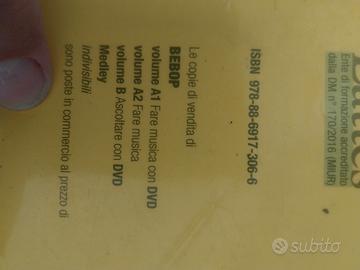 Lattes
Ente di formazione accreditato
dalla DM n° 170/2016 (MIUR)
ISBN 978-88-6917-306-6
Le copie di vendita di
BEBOP
volume A1 Fare musica con DVD
volume A2 Fare musica
volume B Ascoltare con DVD
Medley
indivisibili
sono poste in commercio al prezzo di
subito